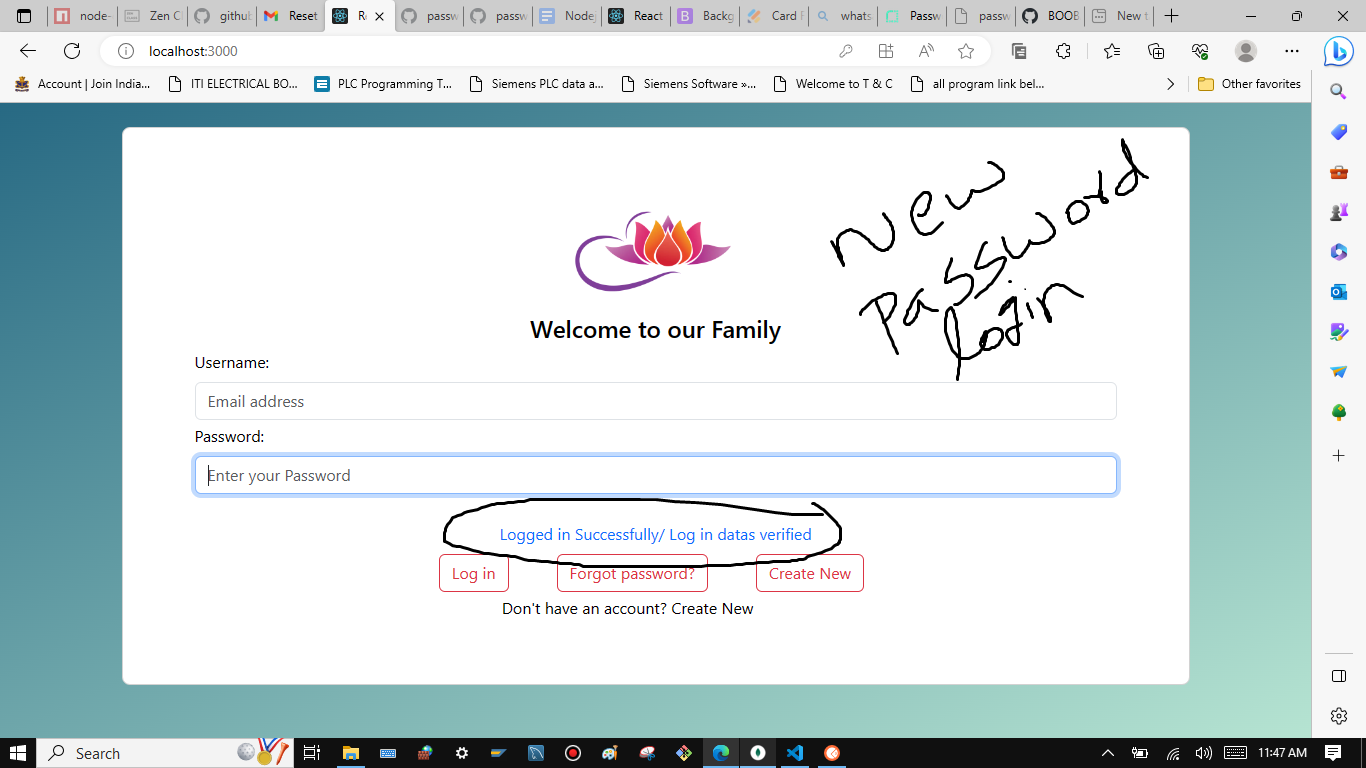 node-
Zen C
github
Reset
Re
passw
passw
Node
React
Backg
Card F
whats
Passw
passw
BOOB
New t
localhost:3000
Account | Join India...
ITI ELECTRICAL BO...
PLC Programming T...
Siemens PLC data a...
Siemens Software »...
Welcome to T & C
all program link bel...
Other favorites
New
Password
login
Welcome to our Family
Username:
Email address
Password:
Enter your Password
Logged in Successfully/ Log in datas verified
Log in
Forgot password?
Create New
Don't have an account? Create New
Search
11:47 AM